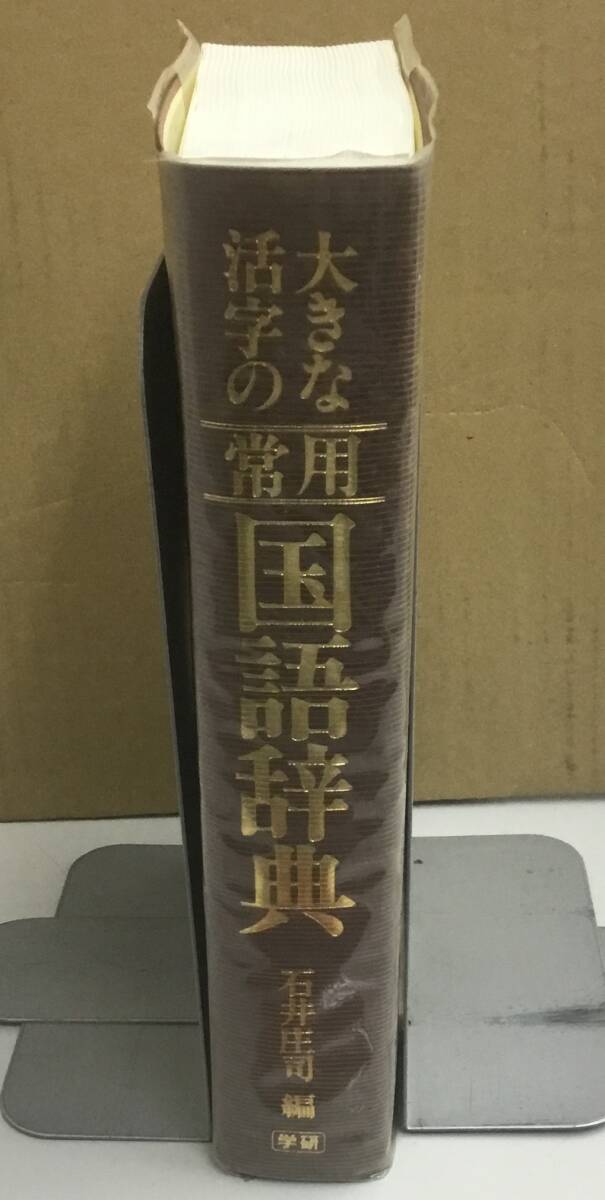 大きな
活字の
常用
国語辞典
石井庄司 編
学研